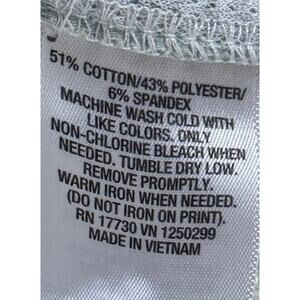 51% COTTON/43% POLYESTER/
6% SPANDEX
MACHINE WASH COLD WITH
LIKE COLORS. ONLY
NON-CHLORINE BLEACH WHEN
NEEDED. TUMBLE DRY LOW.
REMOVE PROMPTLY.
WARM IRON WHEN NEEDED.
(DO NOT IRON ON PRINT).
RN 17730 VN 1250299
MADE IN VIETNAM